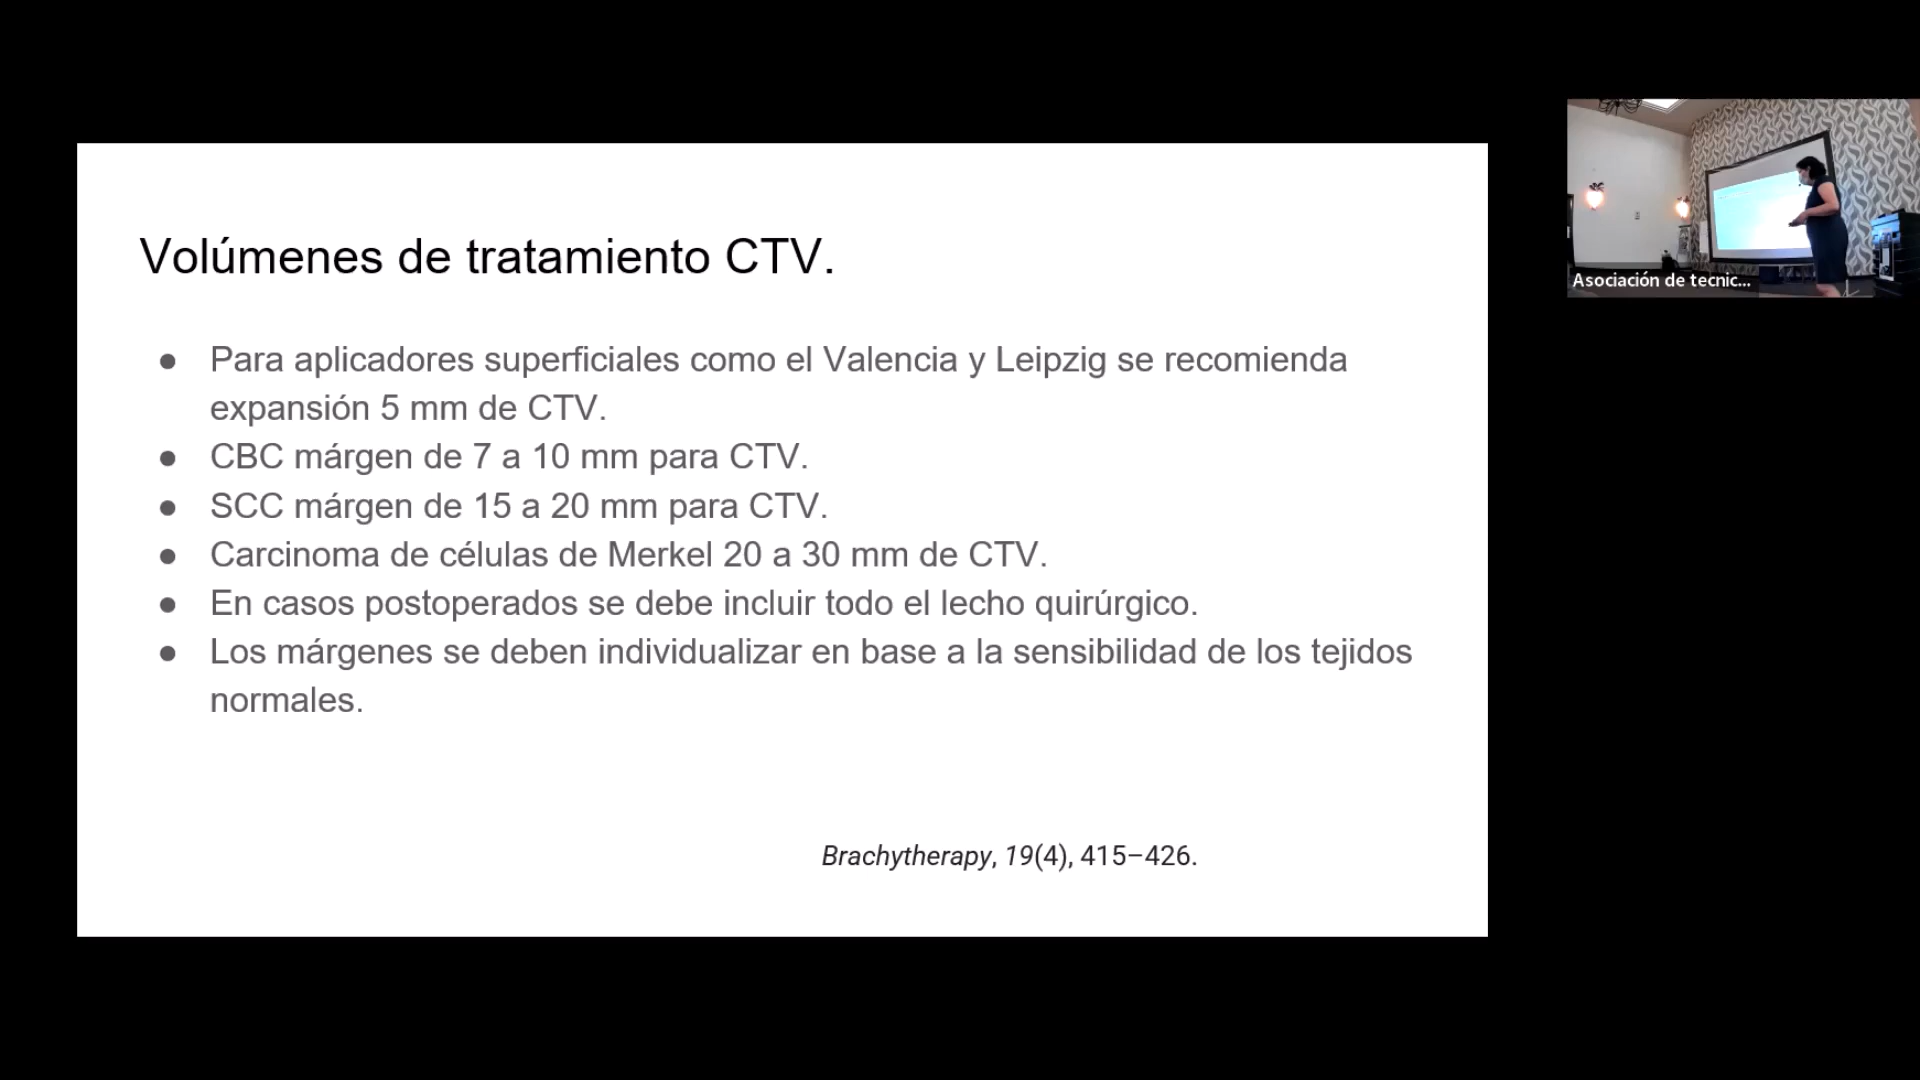 Volúmenes de tratamiento CTV.
● Para aplicadores superficiales como el Valencia y Leipzig se recomienda
expansión 5 mm de CTV.
● CBC márgen de 7 a 10 mm para CTV.
● SCC márgen de 15 a 20 mm para CTV.
● Carcinoma de células de Merkel 20 a 30 mm de CTV.
● En casos postoperados se debe incluir todo el lecho quirúrgico.
● Los márgenes se deben individualizar en base a la sensibilidad de los tejidos
normales.
Brachytherapy, 19(4), 415–426.
Asociación de tecnic...